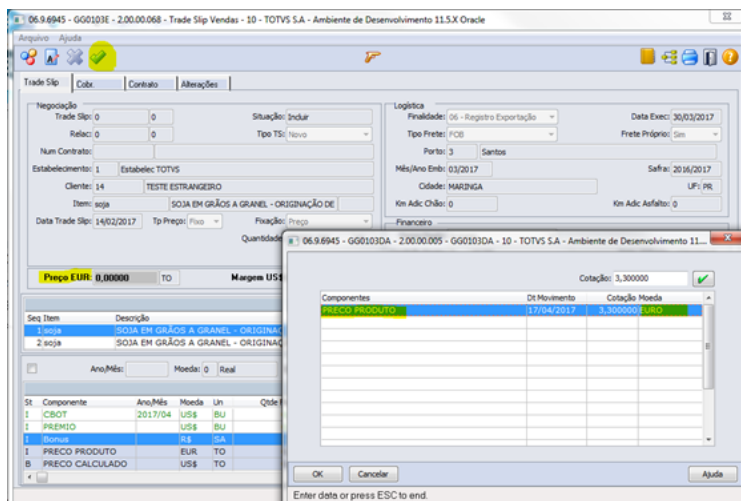 06.9.6945 - GG0103E - 2.00.00.068 - Trade Slip Vendas - 10 - TOTVS S.A - Ambiente de Desenvolvimento 11.5.X Oracle
Arquivo Ajuda
Trade Slip Cobr. Contrato Alterações
Negociação
Trade Slip: 0 0 Situação: Incluir
Relac: 0 0 Tipo TS: Novo
Num Contrato:
Estabelecimento: 1 Estabelec TOTVS
Cliente: 14 TESTE ESTRANGEIRO
Item: soja SOJA EM GRÃOS A GRANEL - ORIGINAÇÃO DE
Data Trade Slip: 14/02/2017 Tp Preço: Fixo Fixação: Preço
Quantidade
Preço EUR: 0,00000 TO Margem US$
Logística
Finalidade: 06 - Registro Exportação Data Exec: 30/03/2017
Tipo Frete: FOB Frete Próprio: Sim
Porto: 3 Santos
Mês/Ano Emb: 03/2017 Safra: 2016/2017
Cidade: MARINGA UF: PR
Km Adic Chão: 0 Km Adic Asfalto: 0
Financeiro
Seq Item Descrição
1 soja SOJA EM GRÃOS A GRANEL - ORIGINAÇ
2 soja SOJA EM GRÃOS A GRANEL - ORIGINAÇ
Ano/Mês: Moeda: 0 Real
St Componente Ano/Mês Moeda Un Qtde
I CBOT 2017/04 US$ BU
I PREMIO US$ BU
I Bonus R$ SA
I PRECO PRODUTO EUR TO
B PRECO CALCULADO US$ TO
06.9.6945 - GG0103DA - 2.00.00.005 - GG0103DA - 10 - TOTVS S.A - Ambiente de Desenvolvimento 11....
Cotação: 3,300000
Componentes Dt Movimento Cotação Moeda
PRECO PRODUTO 17/04/2017 3,300000 EURO
OK Cancelar Ajuda
Enter data or press ESC to end.